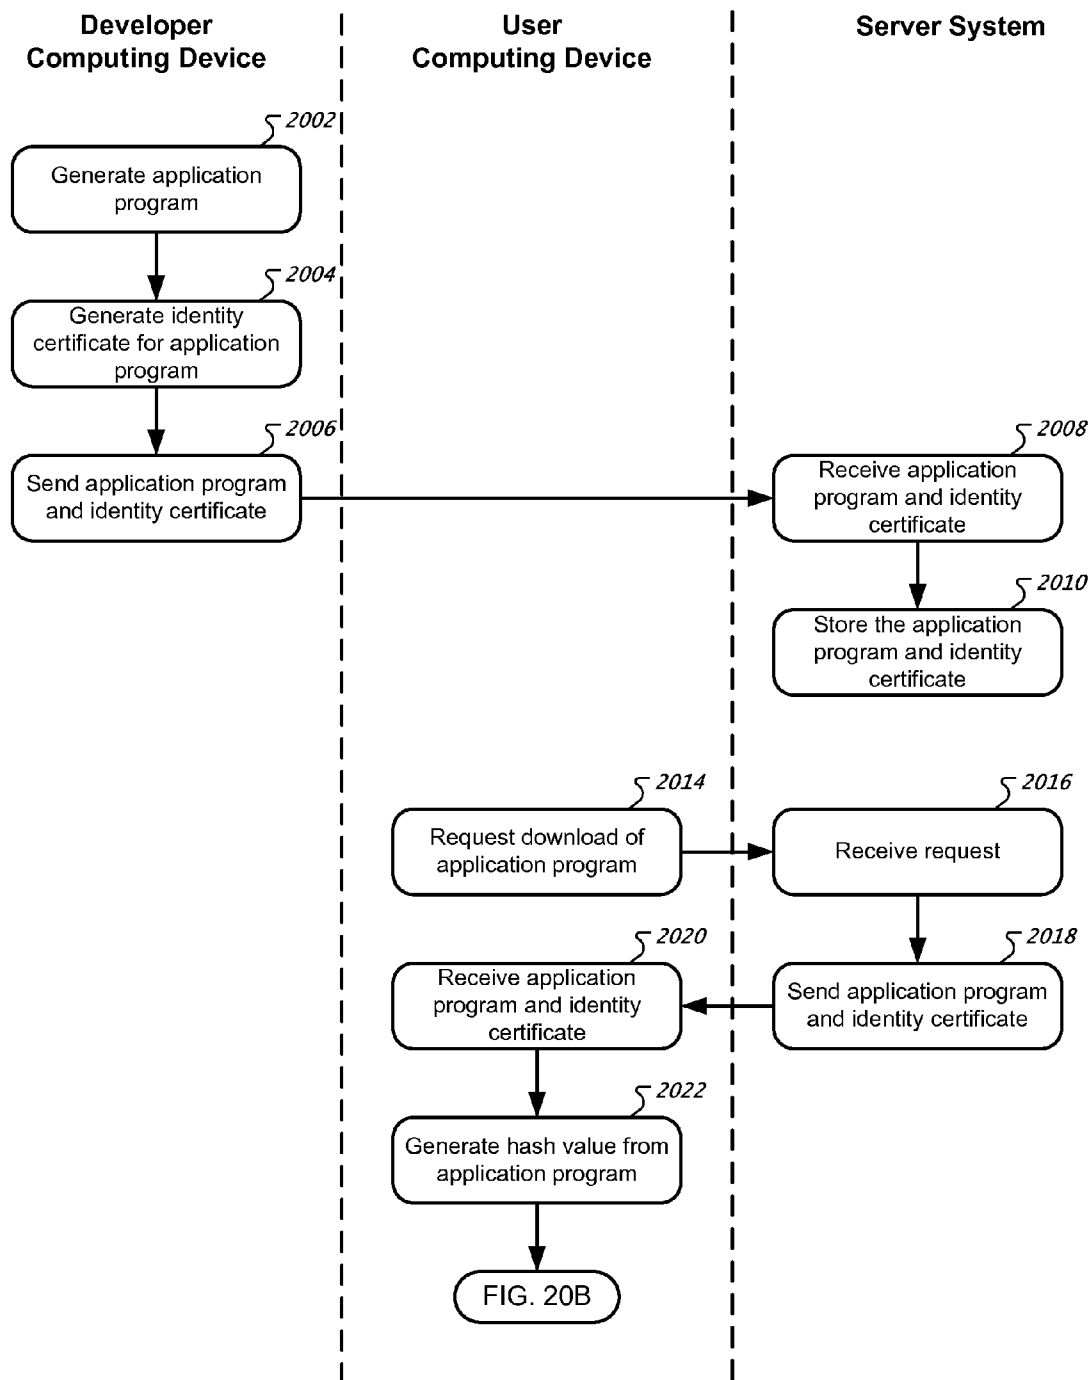 Developer
Computing Device
User
Computing Device
Server System
2002
Generate application
program
2004
Generate identity
certificate for application
program
2006
Send application program
and identity certificate
2008
Receive application
program and identity
certificate
2010
Store the application
program and identity
certificate
2014
Request download of
application program
2016
Receive request
2018
Send application program
and identity certificate
2020
Receive application
program and identity
certificate
2022
Generate hash value from
application program
FIG. 20B